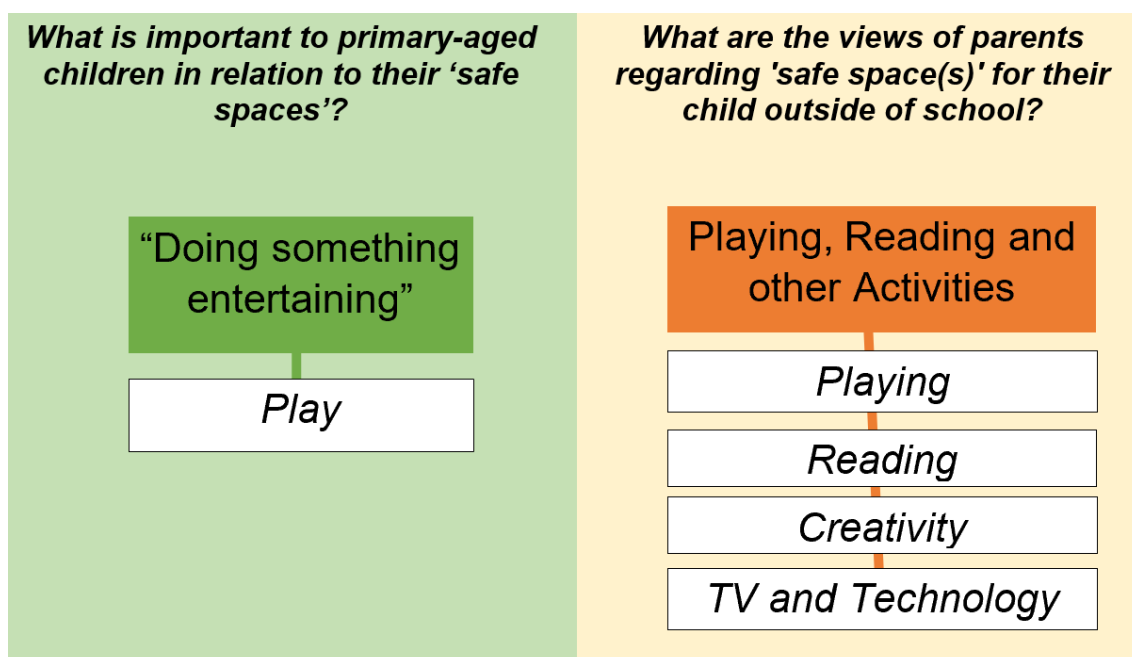 What is important to primary-aged
children in relation to their ‘safe
spaces’?
“Doing something
entertaining”
Play
What are the views of parents
regarding 'safe space(s)' for their
child outside of school?
Playing, Reading and
other Activities
Playing
Reading
Creativity
TV and Technology